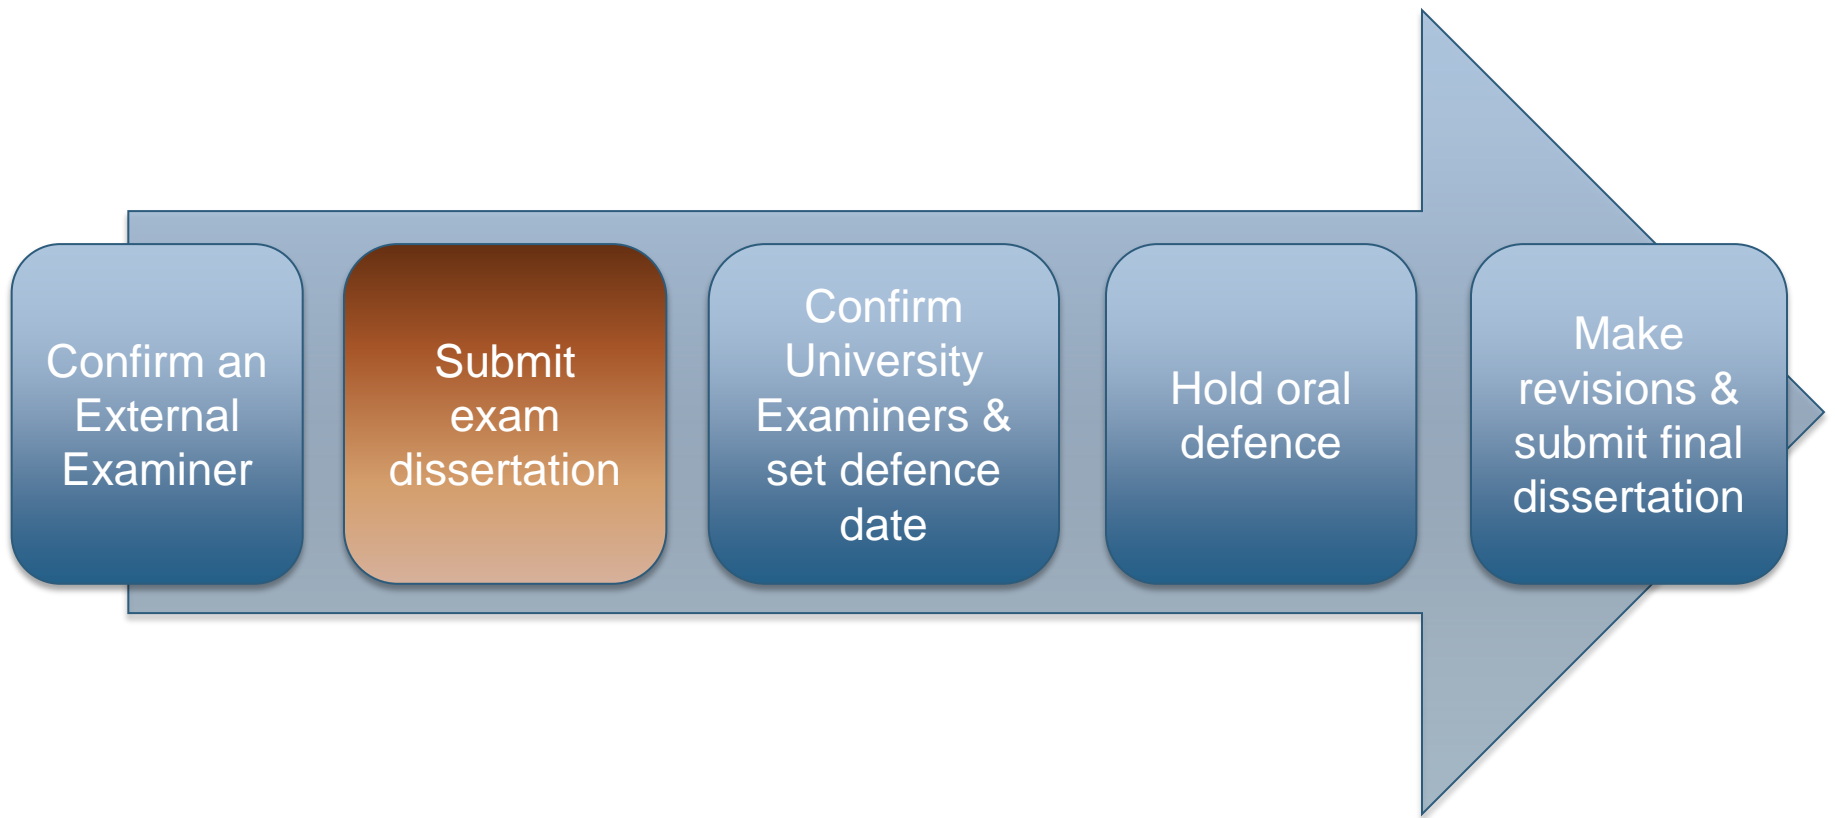 Confirm an
External
Examiner
Submit
exam
dissertation
Confirm
University
Examiners &
set defence
date
Hold oral
defence
Make
revisions &
submit final
dissertation